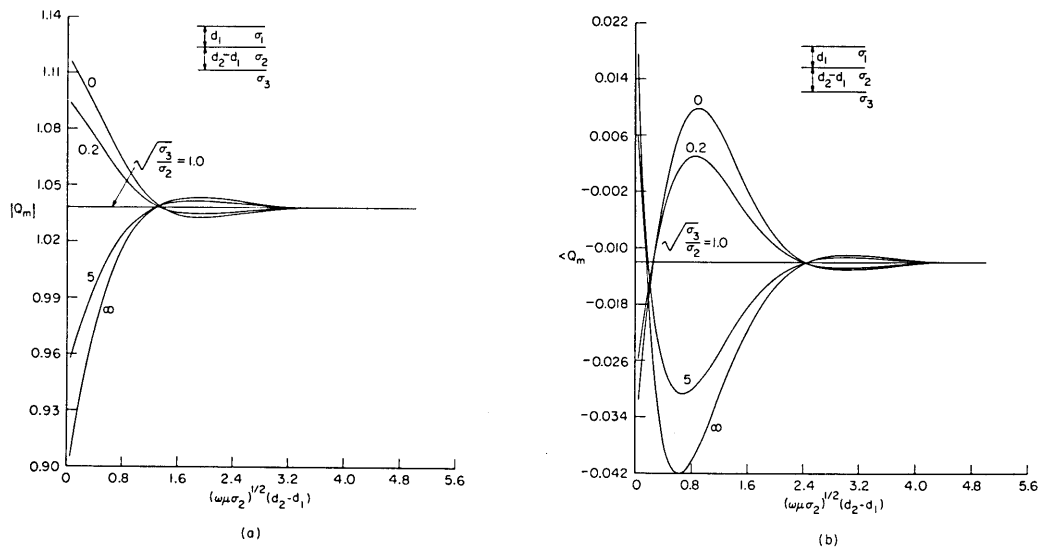 1.14
1.11
1.08
1.05
|Qm|
1.02
0.99
0.96
0.93
0.90
0 0.8 1.6 2.4 3.2 4.0 4.8 5.6
(ωμσ2)^1/2 (d2-d1)
(a)
d1 σ1
d2-d1 σ2
σ3
0
0.2
√σ3/σ2 = 1.0
5
∞
0.022
0.014
0.006
-0.002
-0.010
<Qm
-0.018
-0.026
-0.034
-0.042
0 0.8 1.6 2.4 3.2 4.0 4.8 5.6
(ωμσ2)^1/2 (d2-d1)
(b)
d1 σ1
d2-d1 σ2
σ3
0
0.2
√σ3/σ2 = 1.0
5
∞